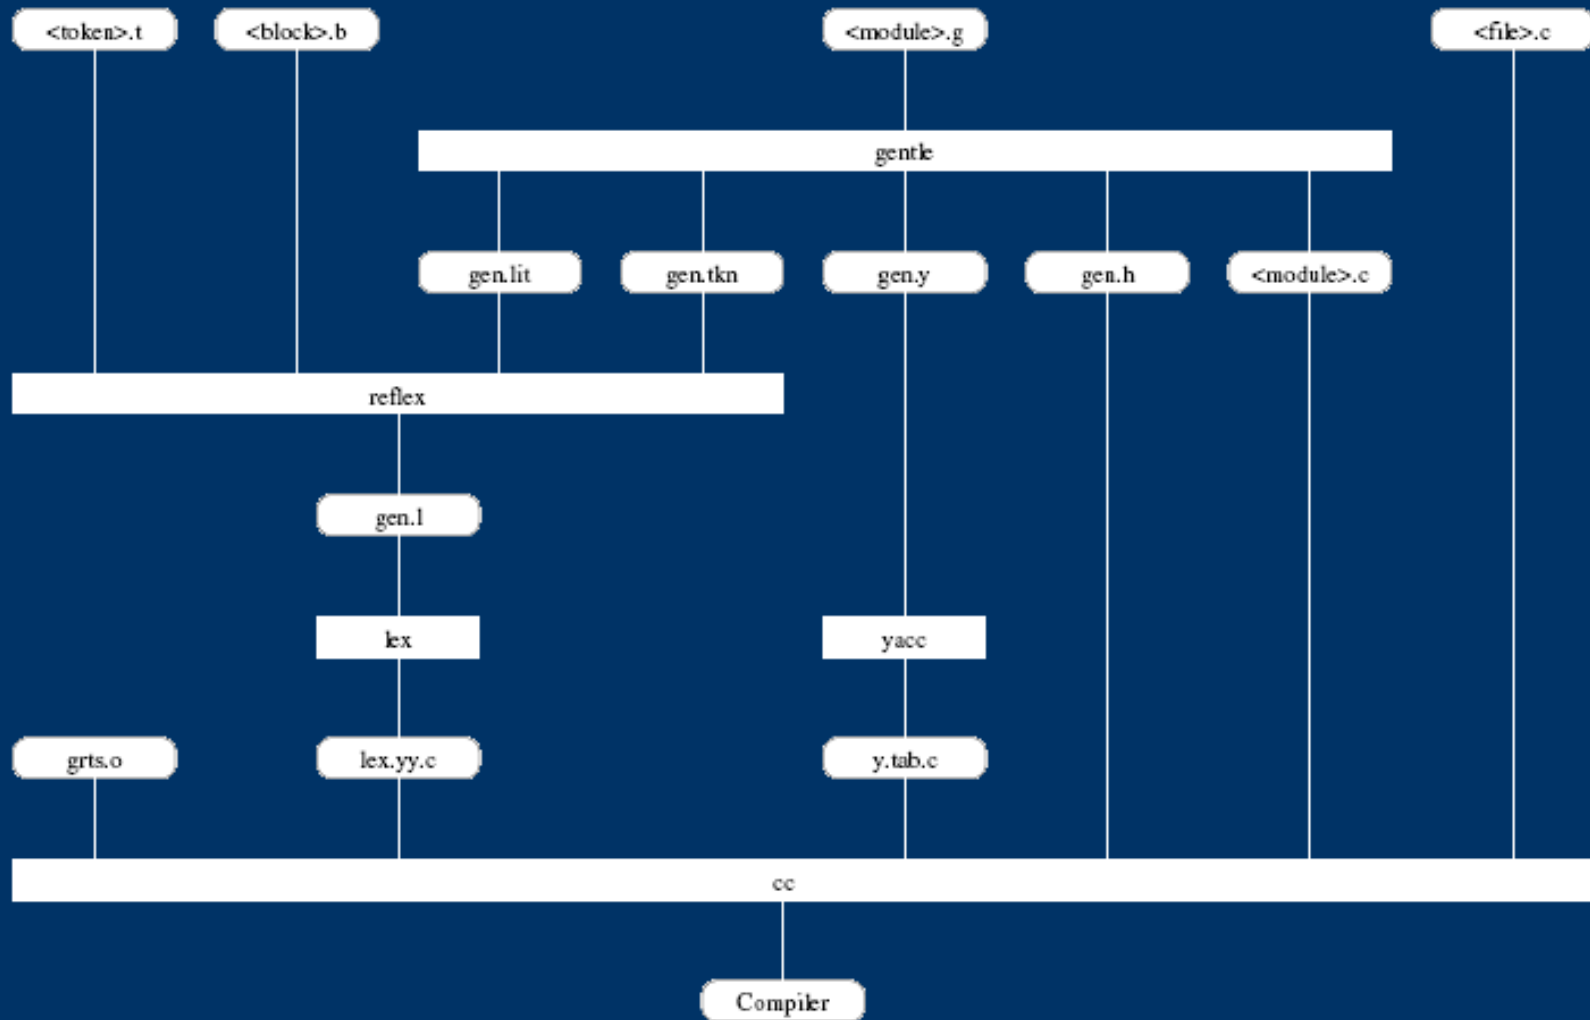 <token>.t
<block>.b
<module>.g
<file>.c
gentle
gen.lit
gen.tkn
gen.y
gen.h
<module>.c
reflex
gen.l
lex
yacc
grts.o
lex.yy.c
y.tab.c
cc
Compiler